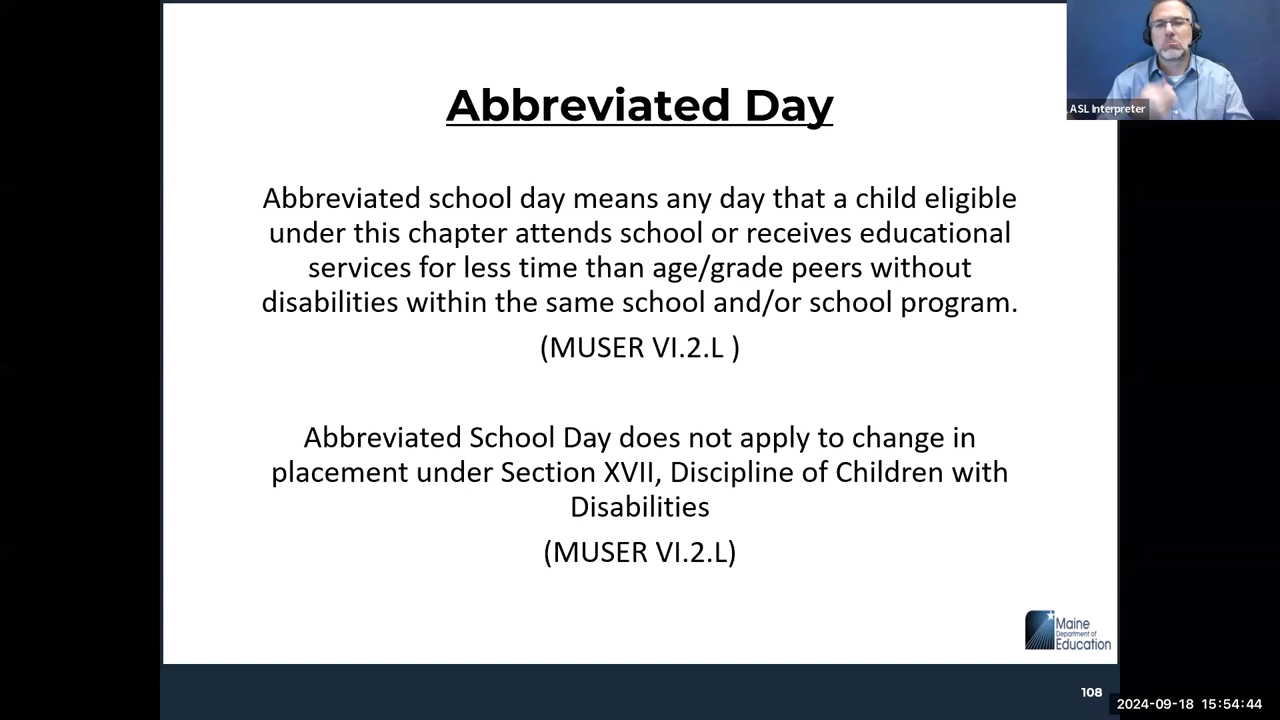 Abbreviated Day
ASL Interpreter
Abbreviated school day means any day that a child eligible
under this chapter attends school or receives educational
services for less time than age/grade peers without
disabilities within the same school and/or school program.
(MUSER VI.2.L )
Abbreviated School Day does not apply to change in
placement under Section XVII, Discipline of Children with
Disabilities
(MUSER VI.2.L)
Maine
Department of
Education
108
2024-09-18 15:54:44